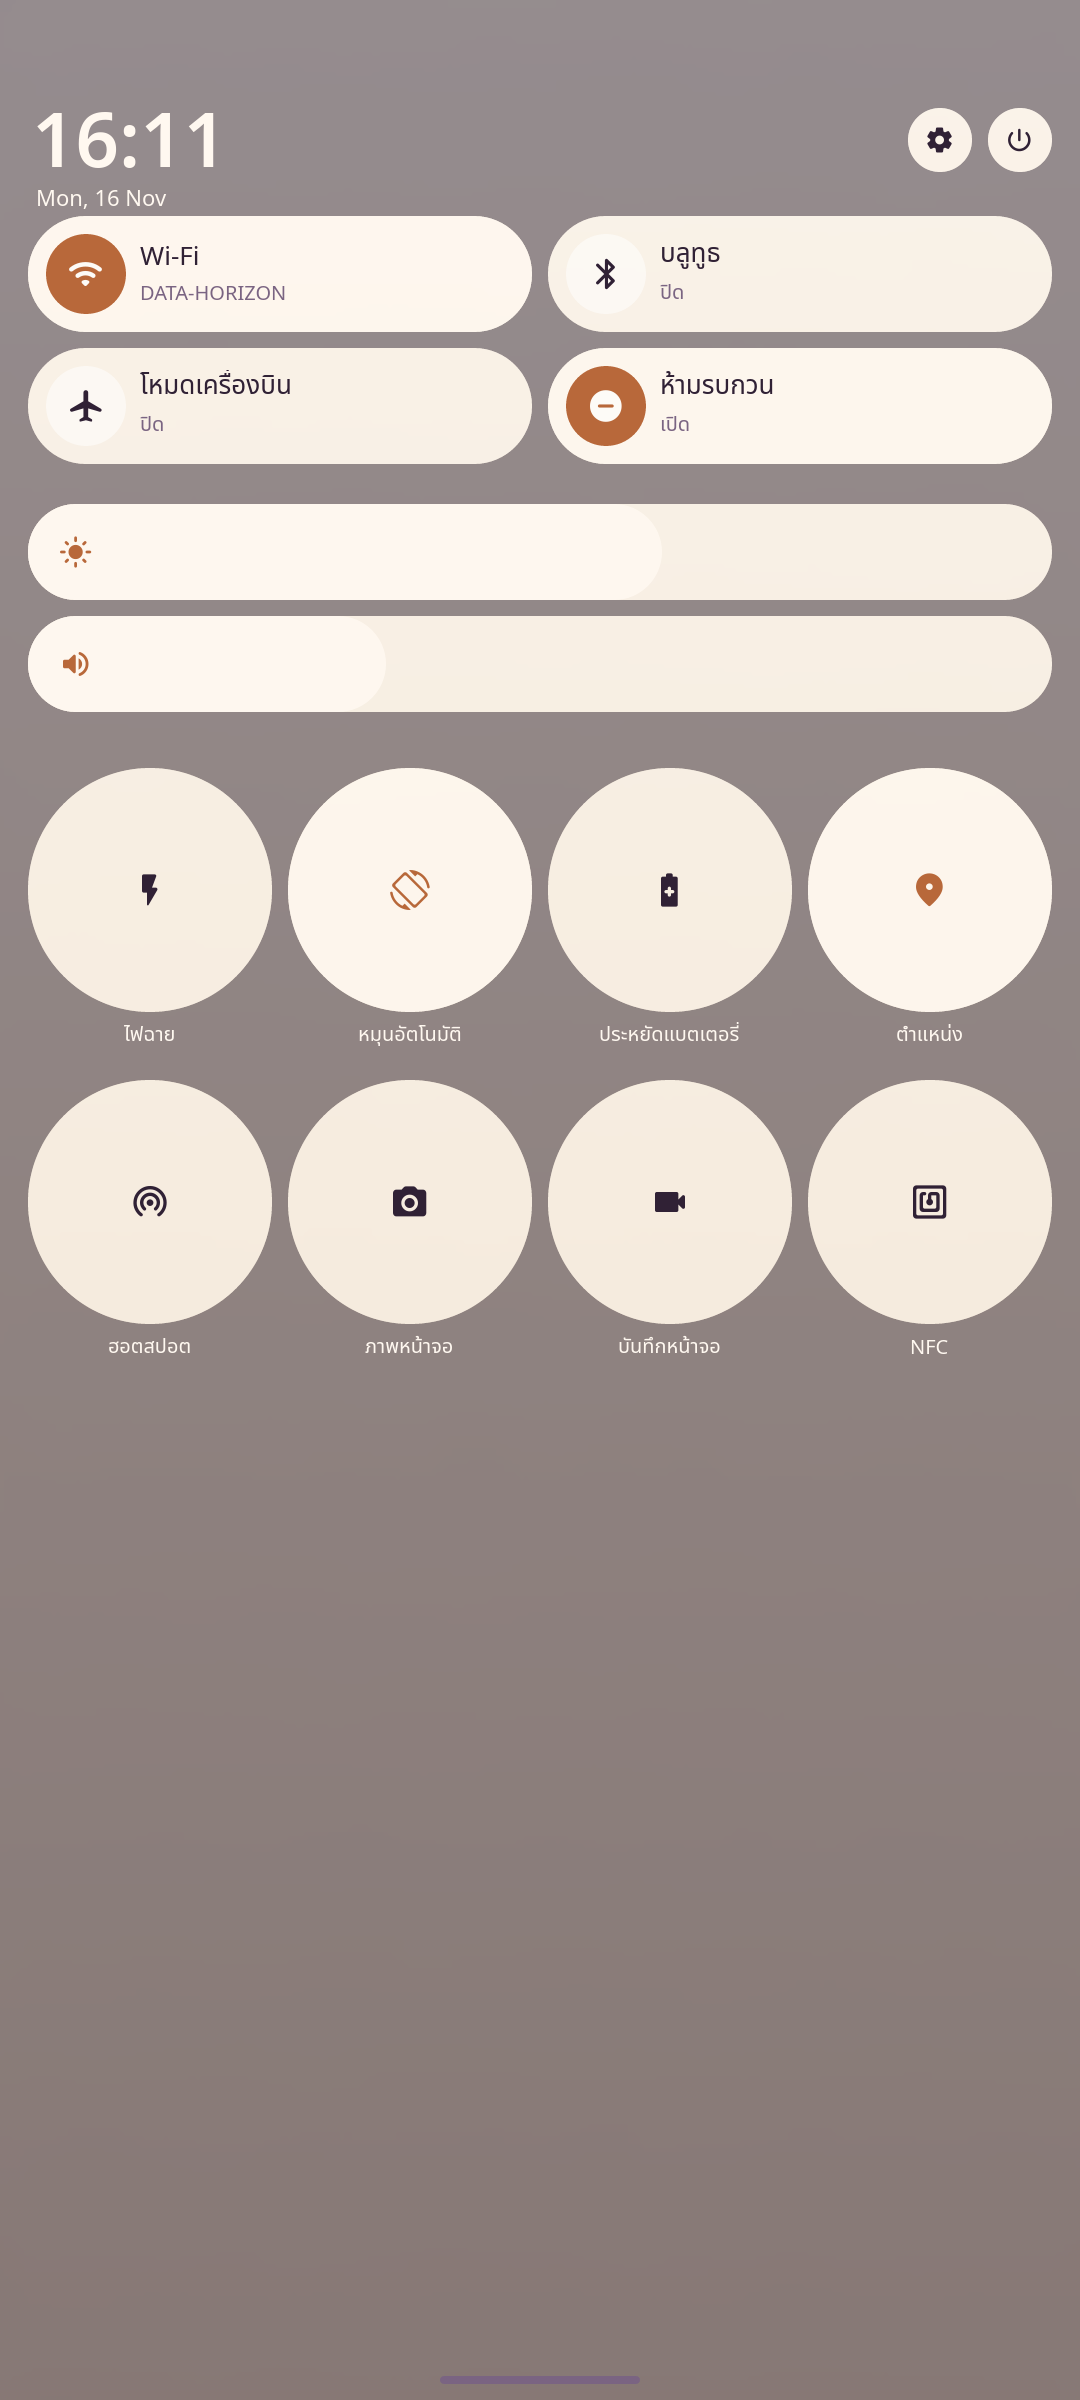 16:11
Mon, 16 Nov
Wi-Fi
DATA-HORIZON
บลูทูธ
ปิด
โหมดเครื่องบิน
ปิด
ห้ามรบกวน
เปิด
ไฟฉาย
หมุนอัตโนมัติ
ประหยัดแบตเตอรี่
ตำแหน่ง
ฮอตสปอต
ภาพหน้าจอ
บันทึกหน้าจอ
NFC